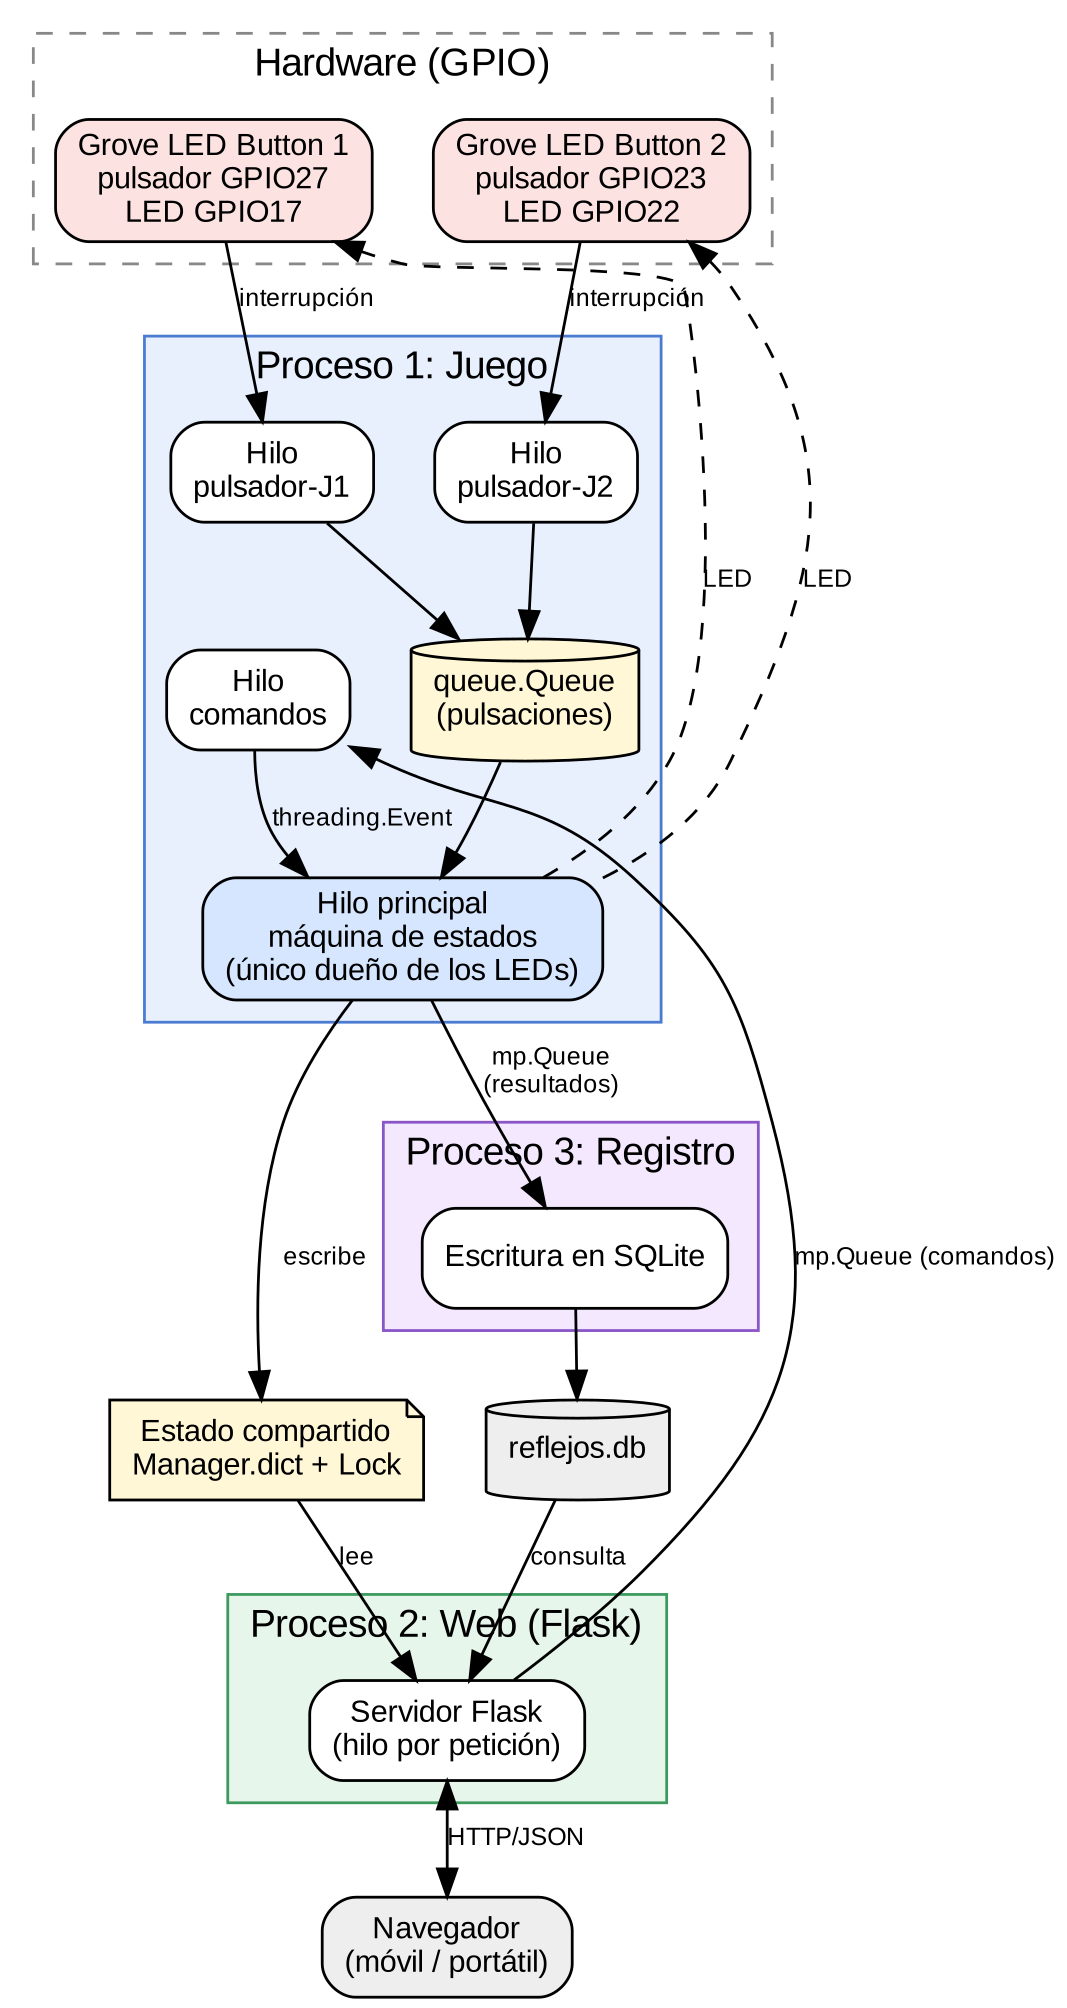 Hardware (GPIO)
Grove LED Button 1
pulsador GPIO27
LED GPIO17
Grove LED Button 2
pulsador GPIO23
LED GPIO22
interrupción
interrupción
Proceso 1: Juego
Hilo
pulsador-J1
Hilo
pulsador-J2
LED
LED
Hilo
comandos
queue.Queue
(pulsaciones)
threading.Event
Hilo principal
máquina de estados
(único dueño de los LEDs)
mp.Queue
(resultados)
Proceso 3: Registro
Escritura en SQLite
escribe
mp.Queue (comandos)
Estado compartido
Manager.dict + Lock
reflejos.db
lee
consulta
Proceso 2: Web (Flask)
Servidor Flask
(hilo por petición)
HTTP/JSON
Navegador
(móvil / portátil)